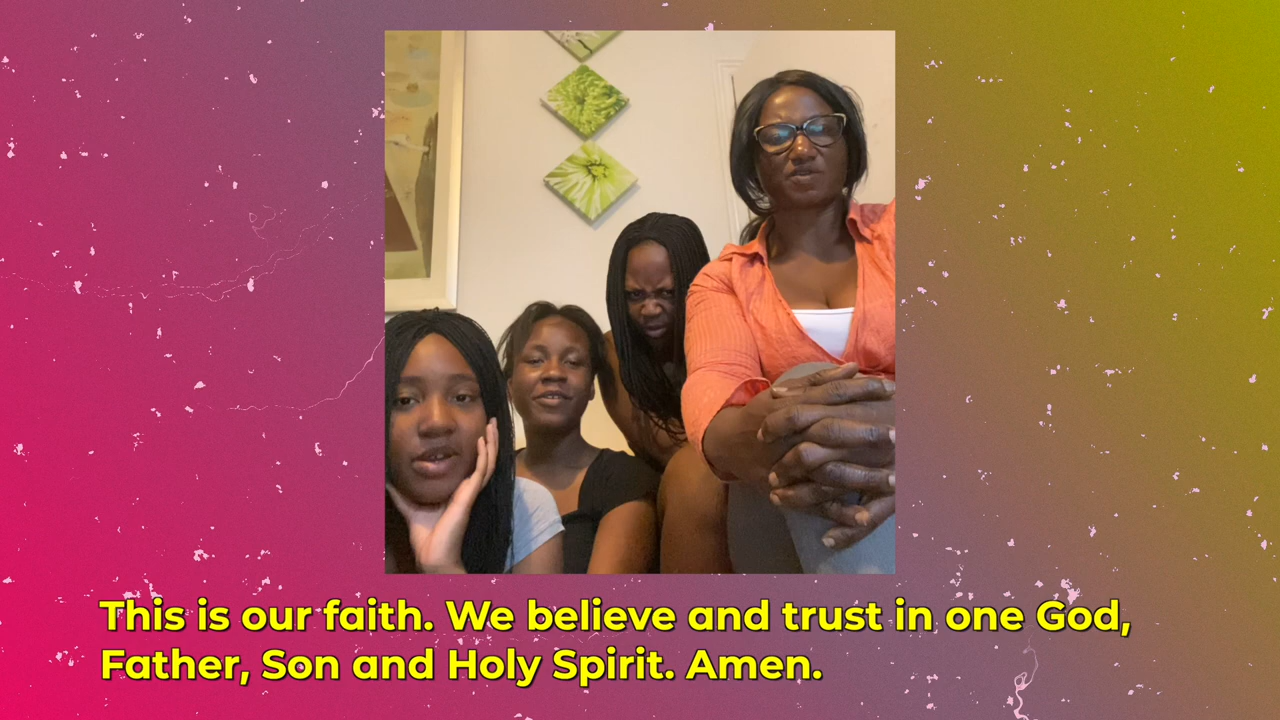 This is our faith. We believe and trust in one God,
Father, Son and Holy Spirit. Amen.